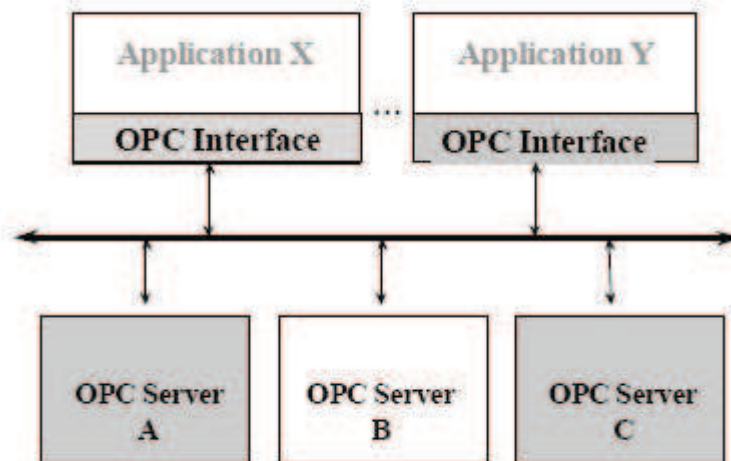 Application X
Application Y
...
OPC Interface
OPC Interface
OPC Server
A
OPC Server
B
OPC Server
C